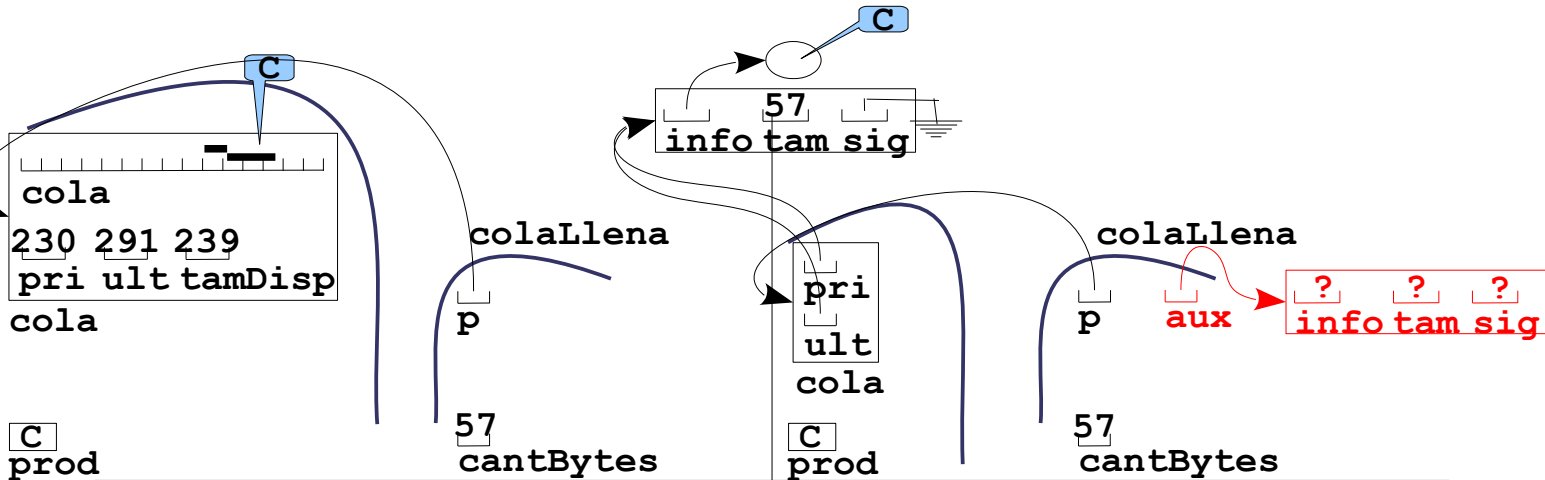 C
cola
230 291 239
pri ult tamDisp
cola
colaLlena
p
C
prod
57
cantBytes
C
57
info tam sig
colaLlena
pri
ult
cola
p
aux
? ? ?
info tam sig
C
prod
57
cantBytes